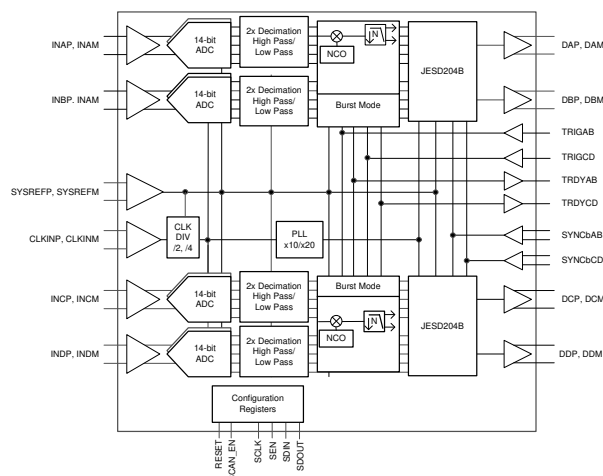 INAP, INAM
14-bit
ADC
2x Decimation
High Pass/
Low Pass
NCO
N
JESD204B
DAP, DAM
INBP. INAM
14-bit
ADC
2x Decimation
High Pass/
Low Pass
Burst Mode
DBP, DBM
TRIGAB
TRIGCD
TRDYAB
TRDYCD
SYSREFP, SYSREFM
CLKINP, CLKINM
CLK
DIV
/2, /4
PLL
x10/x20
SYNCbAB
SYNCbCD
INCP, INCM
14-bit
ADC
2x Decimation
High Pass/
Low Pass
Burst Mode
JESD204B
DCP, DCM
INDP, INDM
14-bit
ADC
2x Decimation
High Pass/
Low Pass
NCO
N
DDP, DDM
Configuration
Registers
RESET
CAN_EN
SCLK
SEN
SDIN
SDOUT